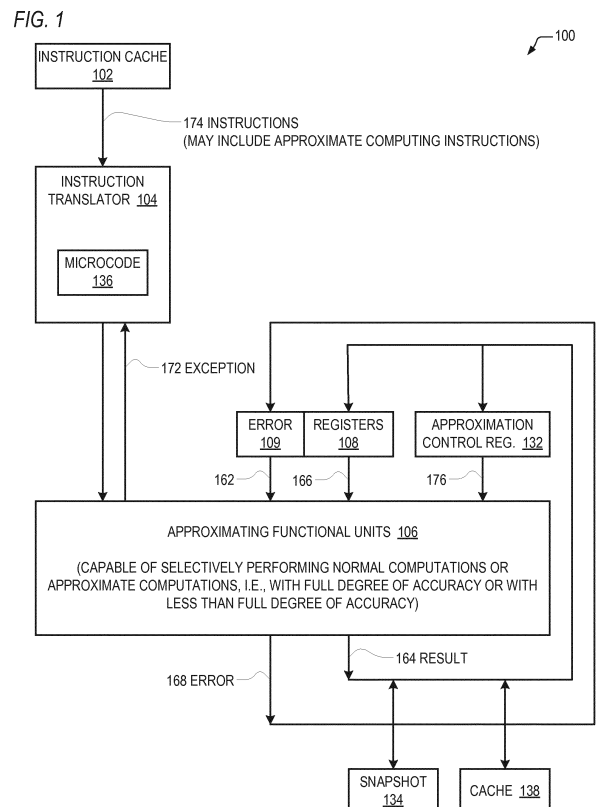 FIG. 1
100
INSTRUCTION CACHE
102
174 INSTRUCTIONS
(MAY INCLUDE APPROXIMATE COMPUTING INSTRUCTIONS)
INSTRUCTION
TRANSLATOR 104
MICROCODE
136
172 EXCEPTION
ERROR
109
REGISTERS
108
APPROXIMATION
CONTROL REG. 132
162
166
176
APPROXIMATING FUNCTIONAL UNITS 106
(CAPABLE OF SELECTIVELY PERFORMING NORMAL COMPUTATIONS OR
APPROXIMATE COMPUTATIONS, I.E., WITH FULL DEGREE OF ACCURACY OR WITH
LESS THAN FULL DEGREE OF ACCURACY)
164 RESULT
168 ERROR
SNAPSHOT
134
CACHE 138